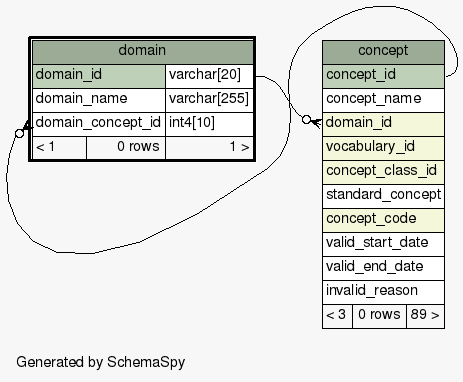 domain
domain_id varchar[20]
domain_name varchar[255]
domain_concept_id int4[10]
< 1 0 rows 1 >
concept
concept_id
concept_name
domain_id
vocabulary_id
concept_class_id
standard_concept
concept_code
valid_start_date
valid_end_date
invalid_reason
< 3 0 rows 89 >
Generated by SchemaSpy